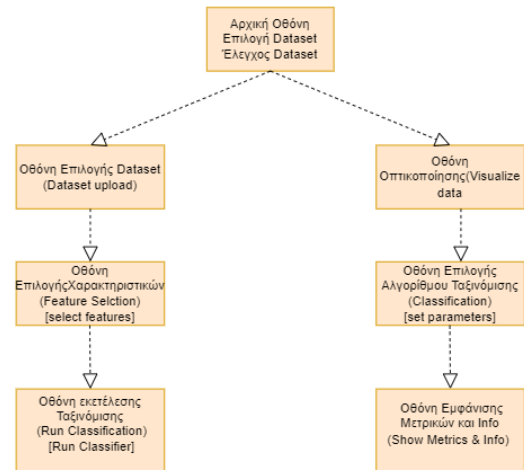 Αρχική Οθόνη
Επιλογή Dataset
Έλεγχος Dataset
Οθόνη Επιλογής Dataset
(Dataset upload)
Οθόνη
Οπτικοποίησης(Visualize
data
Οθόνη
ΕπιλογήςΧαρακτηριστικών
(Feature Selction)
[select features]
Οθόνη Επιλογής
Αλγορίθμου Ταξινόμισης
(Classification)
[set parameters]
Οθόνη εκετέλεσης
Ταξινόμισης
(Run Classification)
[Run Classifier]
Οθόνη Εμφάνισης
Μετρικών και Info
(Show Metrics & Info)